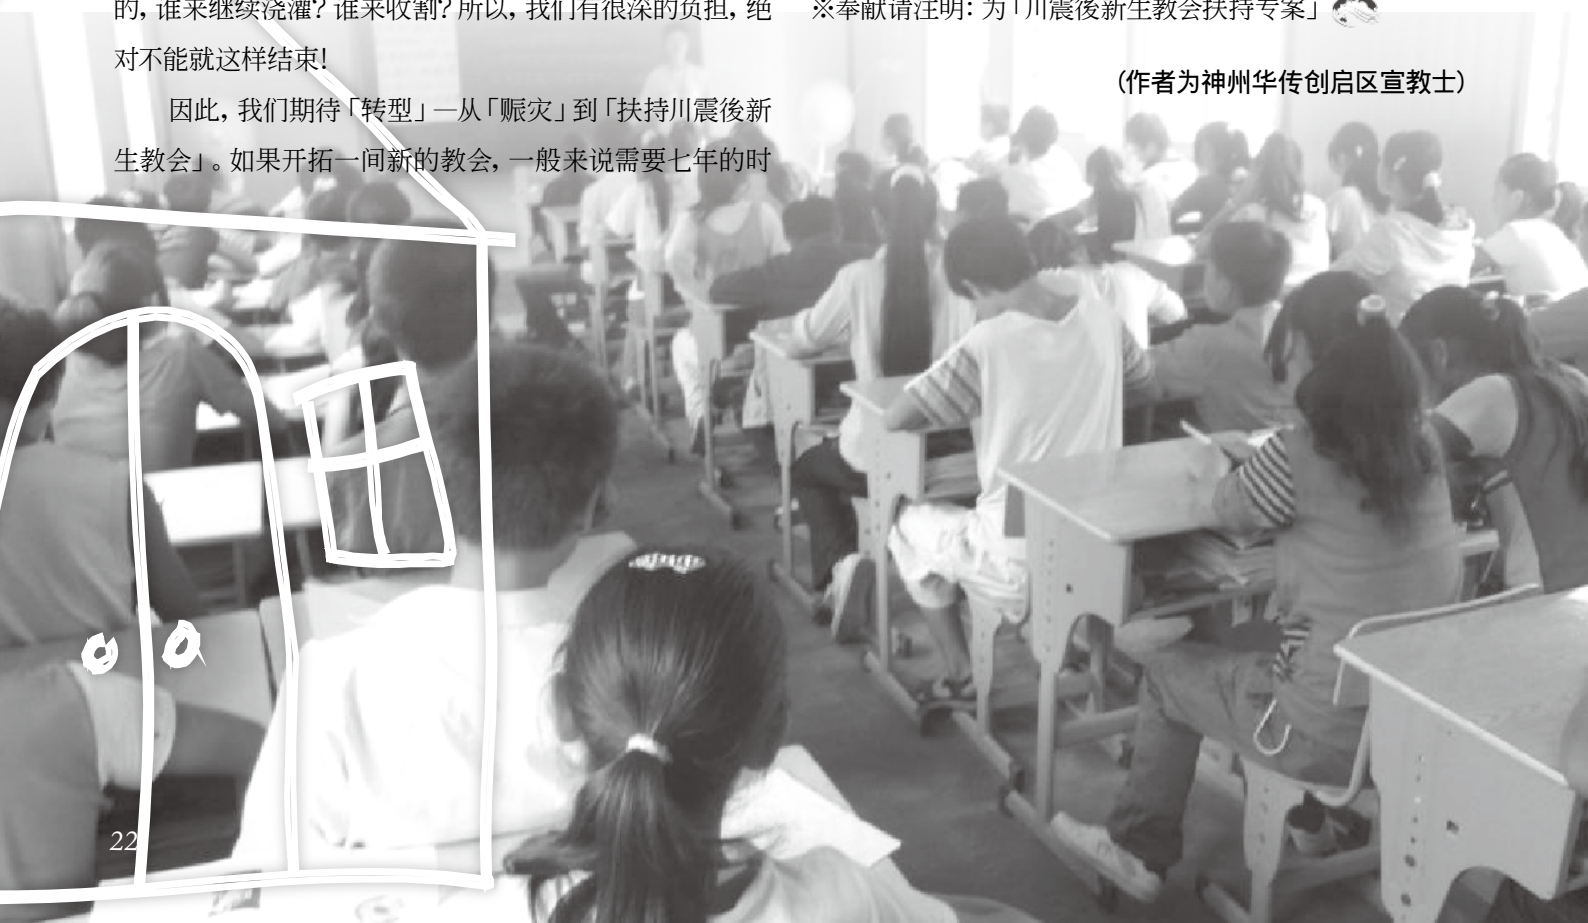 的，谁来继续浇灌？谁来收割？所以，我们有很深的负担，绝
对不能就这样结束！
因此，我们期待「转型」—从「赈灾」到「扶持川震後新
生教会」。如果开拓一间新的教会，一般来说需要七年的时
※奉献请注明：为「川震後新生教会扶持专案」
（作者为神州华传创启区宣教士）
22